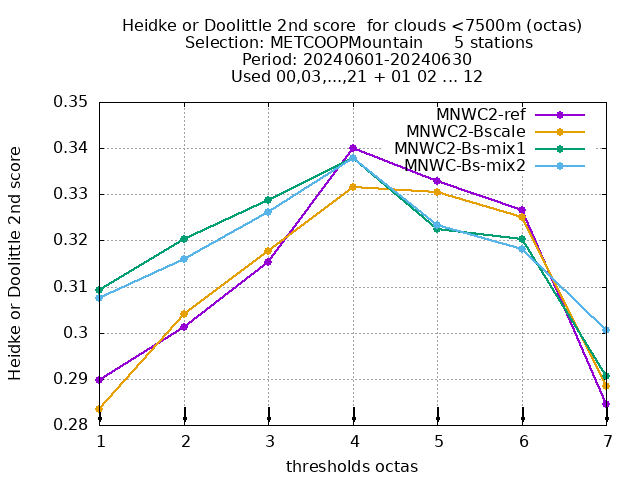 Heidke or Doolittle 2nd score  for clouds <7500m (octas)
Selection: METCOOPMountain      5 stations
Period: 20240601-20240630
Used 00,03,...,21 + 01 02 ... 12
MNWC2-ref
MNWC2-Bscale
MNWC2-Bs-mix1
MNWC-Bs-mix2
Heidke or Doolittle 2nd score
0.35
0.34
0.33
0.32
0.31
0.3
0.29
0.28
1 2 3 4 5 6 7
thresholds octas